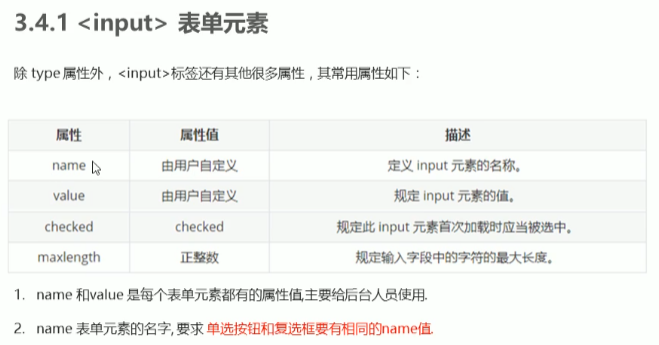 3.4.1 <input> 表单元素
除 type 属性外，<input>标签还有其他很多属性，其常用属性如下：
属性 属性值 描述
name 由用户自定义 定义 input 元素的名称。
value 由用户自定义 规定 input 元素的值。
checked checked 规定此 input 元素首次加载时应当被选中。
maxlength 正整数 规定输入字段中的字符的最大长度。
1. name 和value 是每个表单元素都有的属性值,主要给后台人员使用.
2. name 表单元素的名字, 要求 单选按钮和复选框要有相同的name值.